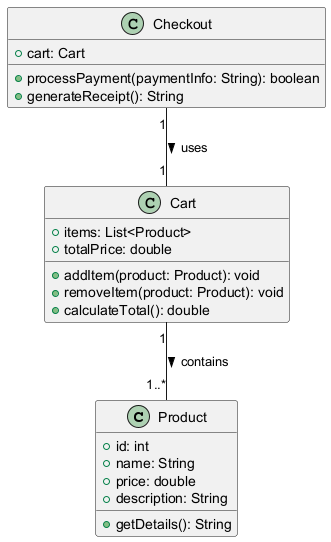 C Checkout
cart: Cart
processPayment(paymentInfo: String): boolean
generateReceipt(): String
1
uses
1
C Cart
items: List<Product>
totalPrice: double
addItem(product: Product): void
removeItem(product: Product): void
calculateTotal(): double
1
contains
1..*
C Product
id: int
name: String
price: double
description: String
getDetails(): String